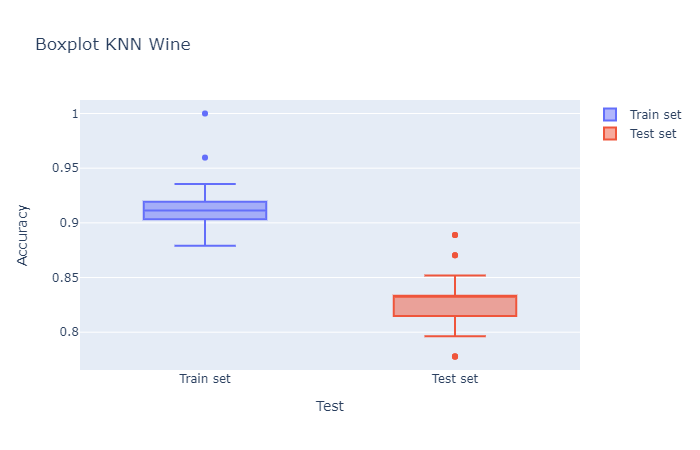 Boxplot KNN Wine
Train set
Test set
1
0.95
0.9
0.85
0.8
Accuracy
Train set
Test set
Test